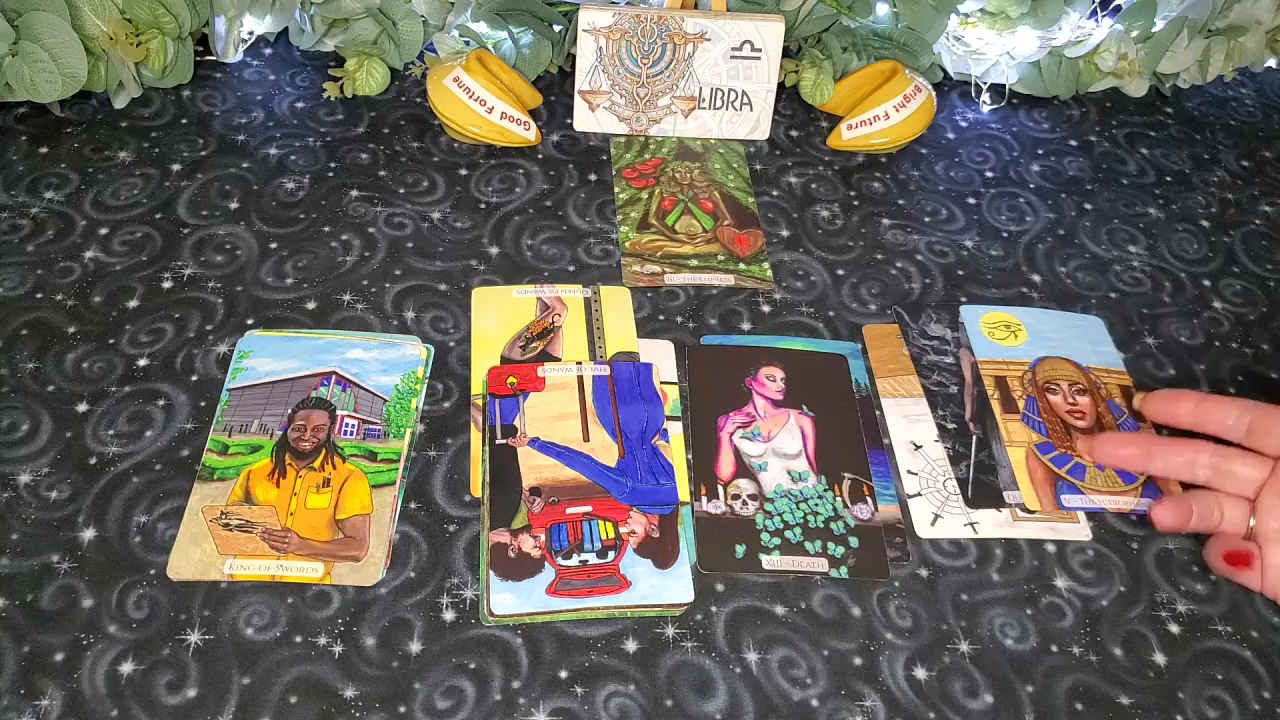 Good Fortune
LIBRA
Bright Future
III - THE EMPRESS
QUEEN OF WANDS
FIVE OF WANDS
KING OF SWORDS
XIII - DEATH
V - THE HIEROPHANT